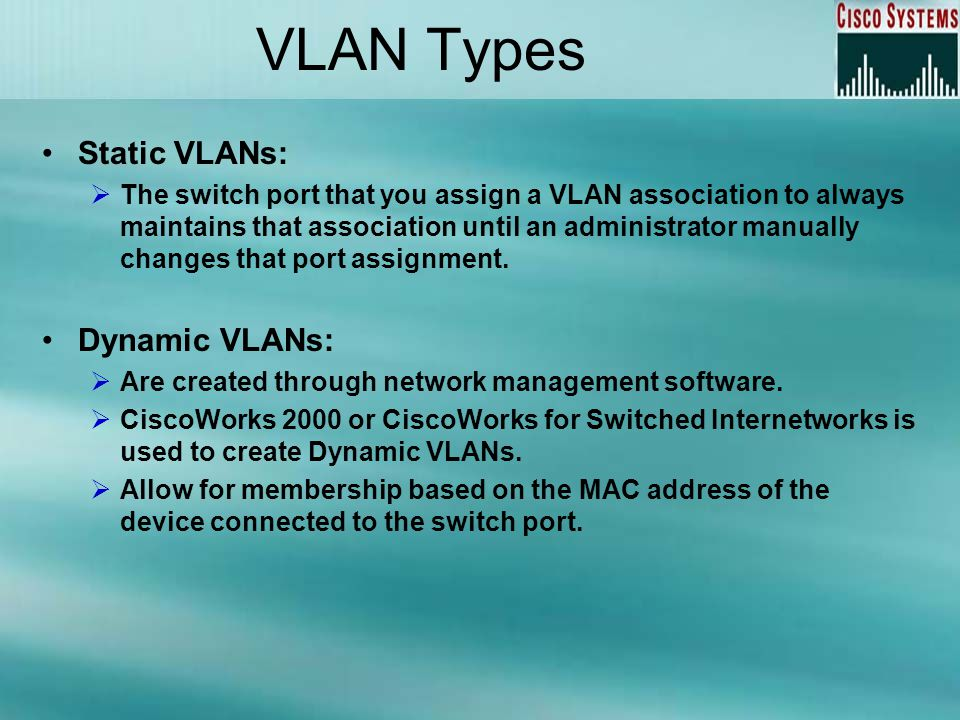 VLAN Types
CISCO SYSTEMS
• Static VLANs:
➢ The switch port that you assign a VLAN association to always
maintains that association until an administrator manually
changes that port assignment.
• Dynamic VLANs:
➢ Are created through network management software.
➢ CiscoWorks 2000 or CiscoWorks for Switched Internetworks is
used to create Dynamic VLANs.
➢ Allow for membership based on the MAC address of the
device connected to the switch port.